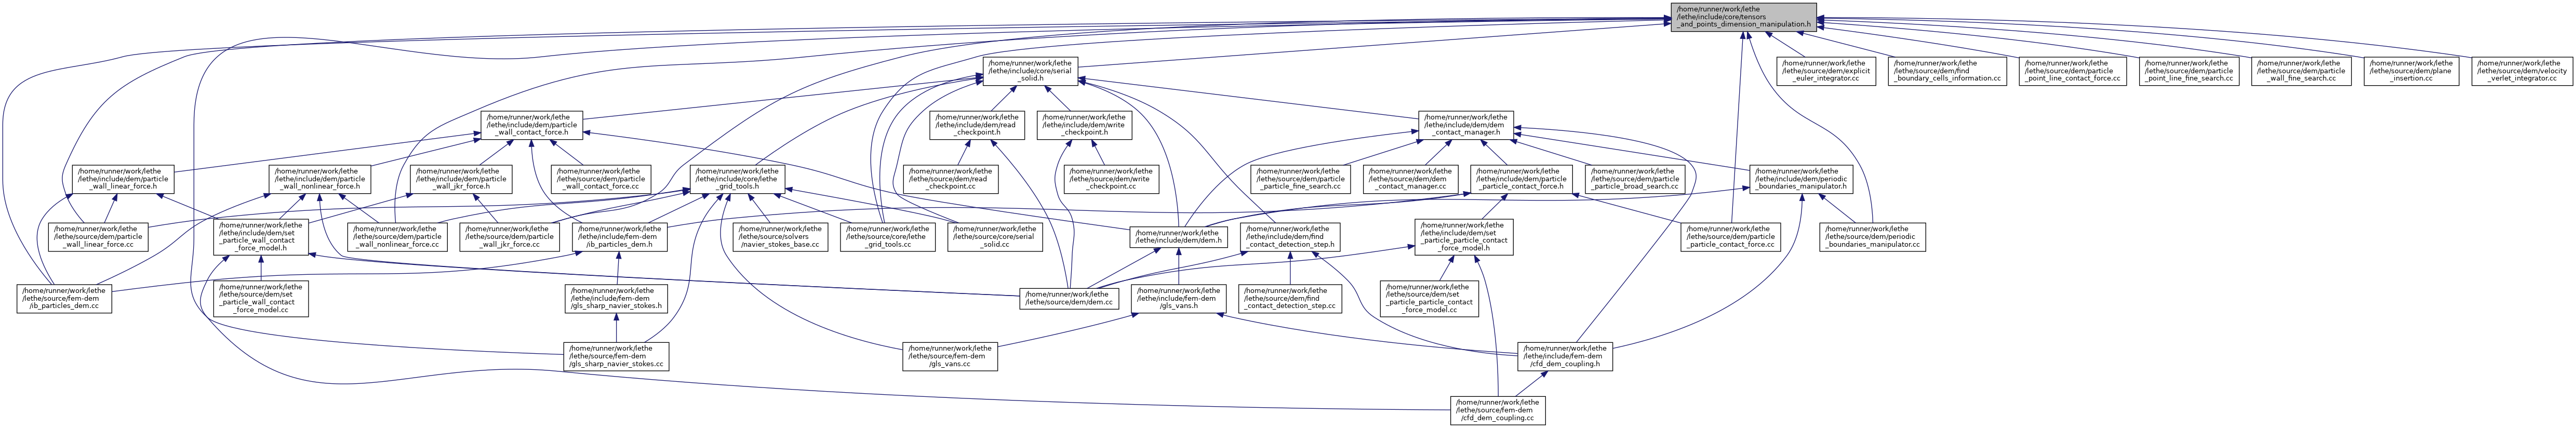 /home/runner/work/lethe
/lethe/include/core/tensors
_and_points_dimension_manipulation.h
/home/runner/work/lethe
/lethe/include/core/serial
_solid.h
/home/runner/work/lethe
/lethe/source/dem/explicit
_euler_integrator.cc
/home/runner/work/lethe
/lethe/source/dem/find
_boundary_cells_information.cc
/home/runner/work/lethe
/lethe/source/dem/particle
_point_line_contact_force.cc
/home/runner/work/lethe
/lethe/source/dem/particle
_point_line_fine_search.cc
/home/runner/work/lethe
/lethe/source/dem/particle
_wall_fine_search.cc
/home/runner/work/lethe
/lethe/source/dem/plane
_insertion.cc
/home/runner/work/lethe
/lethe/source/dem/velocity
_verlet_integrator.cc
/home/runner/work/lethe
/lethe/include/dem/particle
_wall_contact_force.h
/home/runner/work/lethe
/lethe/include/dem/read
_checkpoint.h
/home/runner/work/lethe
/lethe/include/dem/write
_checkpoint.h
/home/runner/work/lethe
/lethe/include/dem/dem
_contact_manager.h
/home/runner/work/lethe
/lethe/include/dem/particle
_wall_linear_force.h
/home/runner/work/lethe
/lethe/include/dem/particle
_wall_nonlinear_force.h
/home/runner/work/lethe
/lethe/include/dem/particle
_wall_jkr_force.h
/home/runner/work/lethe
/lethe/source/dem/particle
_wall_contact_force.cc
/home/runner/work/lethe
/lethe/include/core/lethe
_grid_tools.h
/home/runner/work/lethe
/lethe/source/dem/read
_checkpoint.cc
/home/runner/work/lethe
/lethe/source/dem/write
_checkpoint.cc
/home/runner/work/lethe
/lethe/source/dem/particle
_particle_fine_search.cc
/home/runner/work/lethe
/lethe/source/dem/dem
_contact_manager.cc
/home/runner/work/lethe
/lethe/include/dem/particle
_particle_contact_force.h
/home/runner/work/lethe
/lethe/source/dem/particle
_particle_broad_search.cc
/home/runner/work/lethe
/lethe/include/dem/periodic
_boundaries_manipulator.h
/home/runner/work/lethe
/lethe/source/dem/particle
_wall_linear_force.cc
/home/runner/work/lethe
/lethe/include/dem/set
_particle_wall_contact
_force_model.h
/home/runner/work/lethe
/lethe/source/dem/particle
_wall_nonlinear_force.cc
/home/runner/work/lethe
/lethe/source/dem/particle
_wall_jkr_force.cc
/home/runner/work/lethe
/lethe/include/fem-dem
/ib_particles_dem.h
/home/runner/work/lethe
/lethe/source/solvers
/navier_stokes_base.cc
/home/runner/work/lethe
/lethe/source/core/lethe
_grid_tools.cc
/home/runner/work/lethe
/lethe/source/core/serial
_solid.cc
/home/runner/work/lethe
/lethe/include/dem/dem.h
/home/runner/work/lethe
/lethe/include/dem/find
_contact_detection_step.h
/home/runner/work/lethe
/lethe/include/dem/set
_particle_particle_contact
_force_model.h
/home/runner/work/lethe
/lethe/source/dem/particle
_particle_contact_force.cc
/home/runner/work/lethe
/lethe/source/dem/periodic
_boundaries_manipulator.cc
/home/runner/work/lethe
/lethe/source/fem-dem
/ib_particles_dem.cc
/home/runner/work/lethe
/lethe/source/dem/set
_particle_wall_contact
_force_model.cc
/home/runner/work/lethe
/lethe/include/fem-dem
/gls_sharp_navier_stokes.h
/home/runner/work/lethe
/lethe/source/dem/dem.cc
/home/runner/work/lethe
/lethe/include/fem-dem
/gls_vans.h
/home/runner/work/lethe
/lethe/source/dem/find
_contact_detection_step.cc
/home/runner/work/lethe
/lethe/source/dem/set
_particle_particle_contact
_force_model.cc
/home/runner/work/lethe
/lethe/source/fem-dem
/gls_sharp_navier_stokes.cc
/home/runner/work/lethe
/lethe/source/fem-dem
/gls_vans.cc
/home/runner/work/lethe
/lethe/include/fem-dem
/cfd_dem_coupling.h
/home/runner/work/lethe
/lethe/source/fem-dem
/cfd_dem_coupling.cc